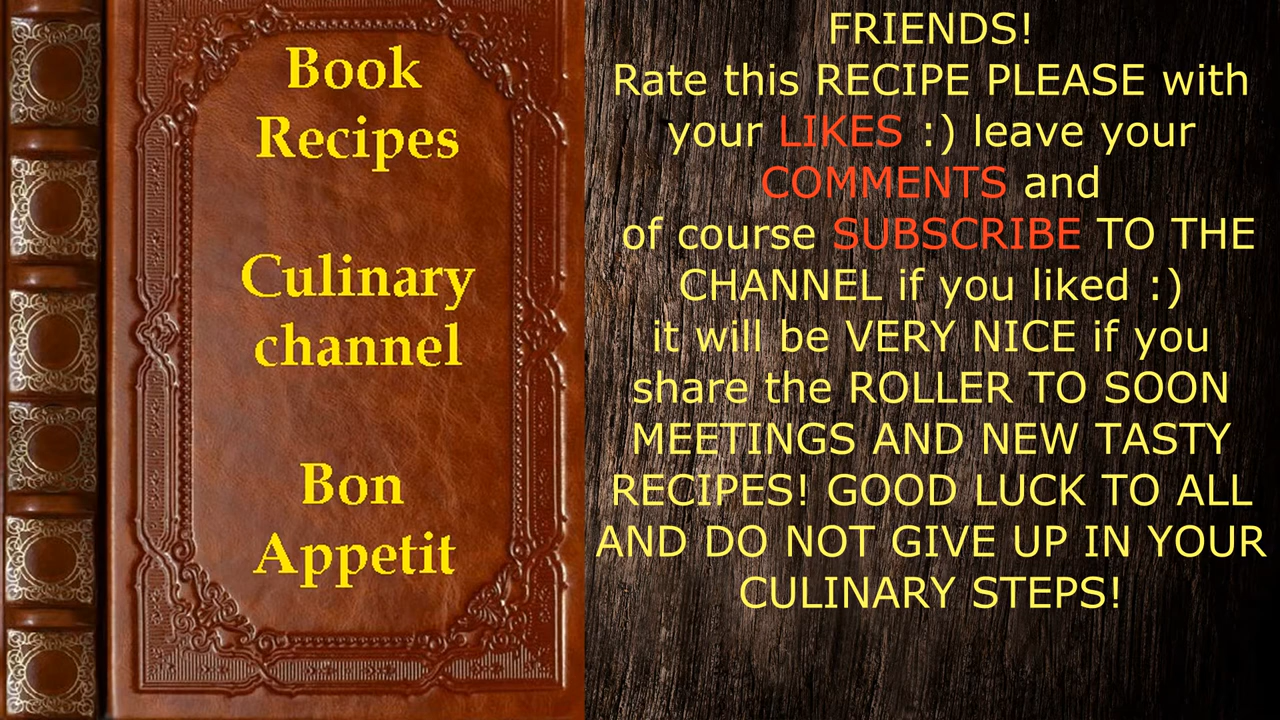 Book
Recipes
Culinary
channel
Bon
Appetit
FRIENDS!
Rate this RECIPE PLEASE with
your LIKES :) leave your
COMMENTS and
of course SUBSCRIBE TO THE
CHANNEL if you liked :)
it will be VERY NICE if you
share the ROLLER TO SOON
MEETINGS AND NEW TASTY
RECIPES! GOOD LUCK TO ALL
AND DO NOT GIVE UP IN YOUR
CULINARY STEPS!